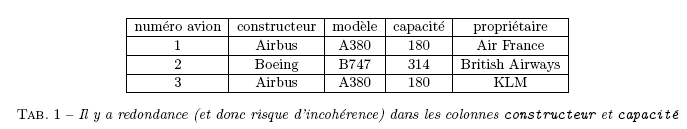 numéro avion constructeur modèle capacité propriétaire
1 Airbus A380 180 Air France
2 Boeing B747 314 British Airways
3 Airbus A380 180 KLM
TAB. 1 – Il y a redondance (et donc risque d'incohérence) dans les colonnes constructeur et capacité